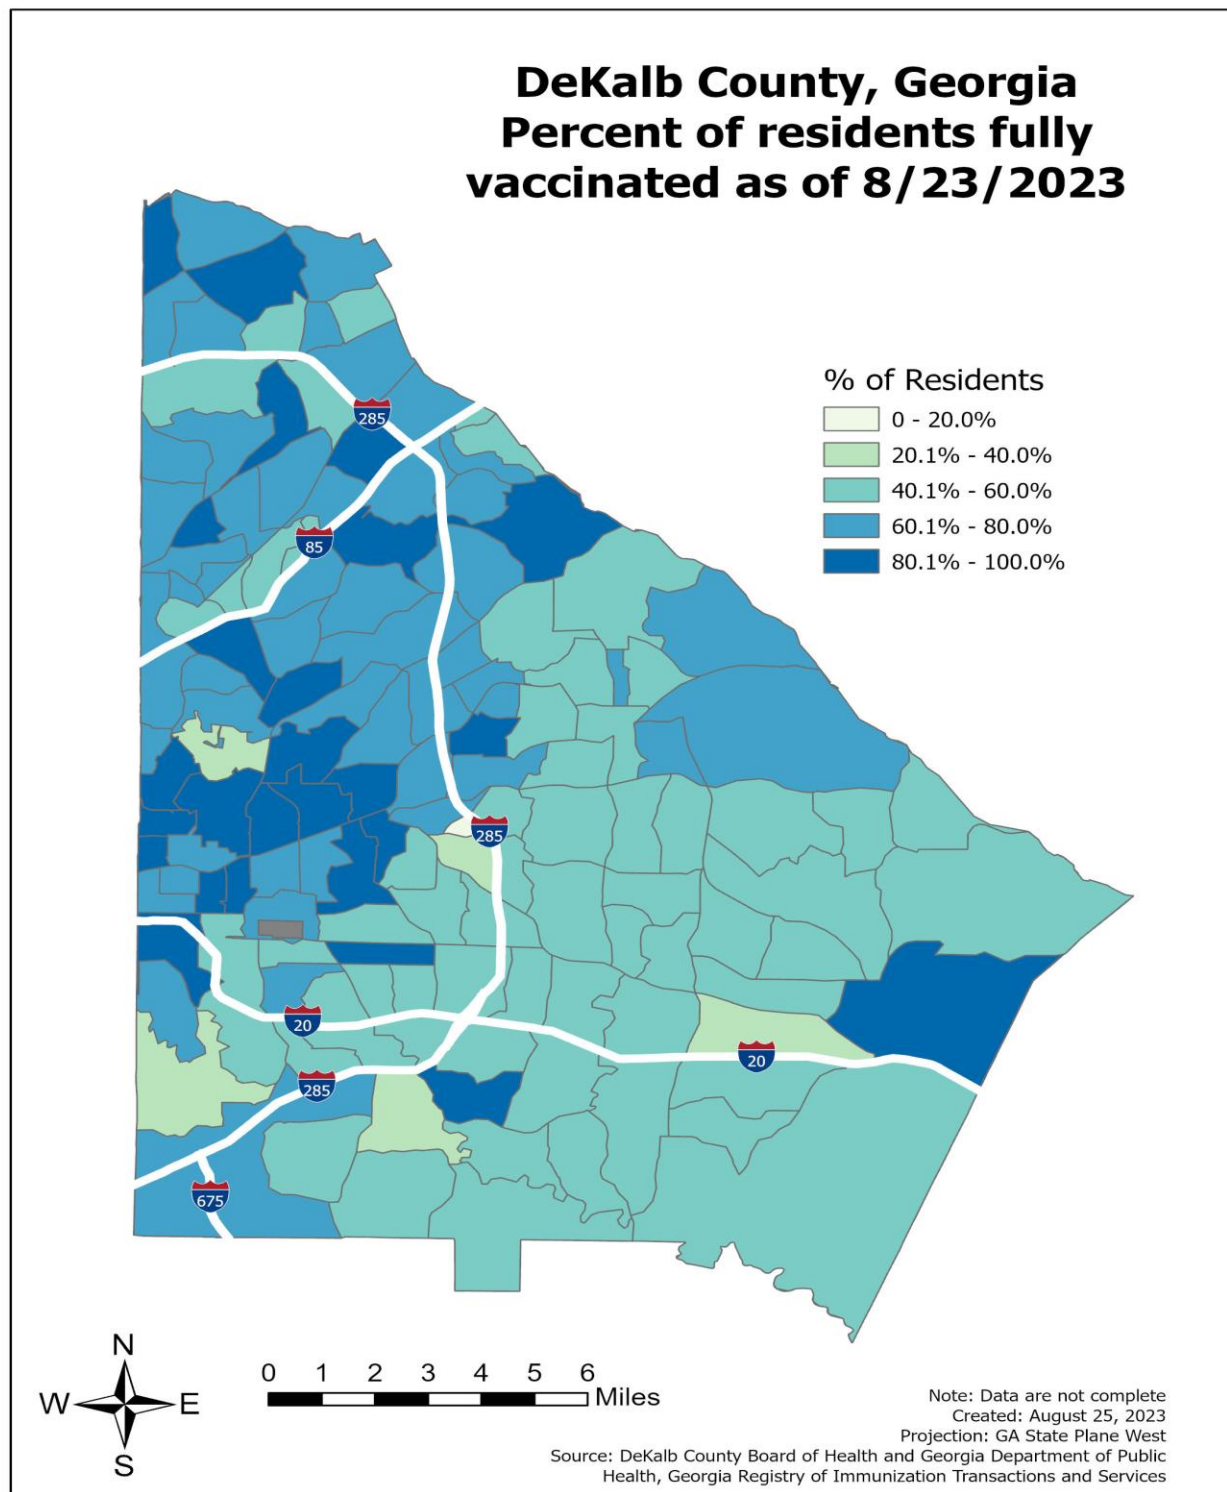 DeKalb County, Georgia
Percent of residents fully
vaccinated as of 8/23/2023
% of Residents
0 - 20.0%
20.1% - 40.0%
40.1% - 60.0%
60.1% - 80.0%
80.1% - 100.0%
285
85
285
20
20
285
675
N
W E
S
0 1 2 3 4 5 6
Miles
Note: Data are not complete
Created: August 25, 2023
Projection: GA State Plane West
Source: DeKalb County Board of Health and Georgia Department of Public
Health, Georgia Registry of Immunization Transactions and Services